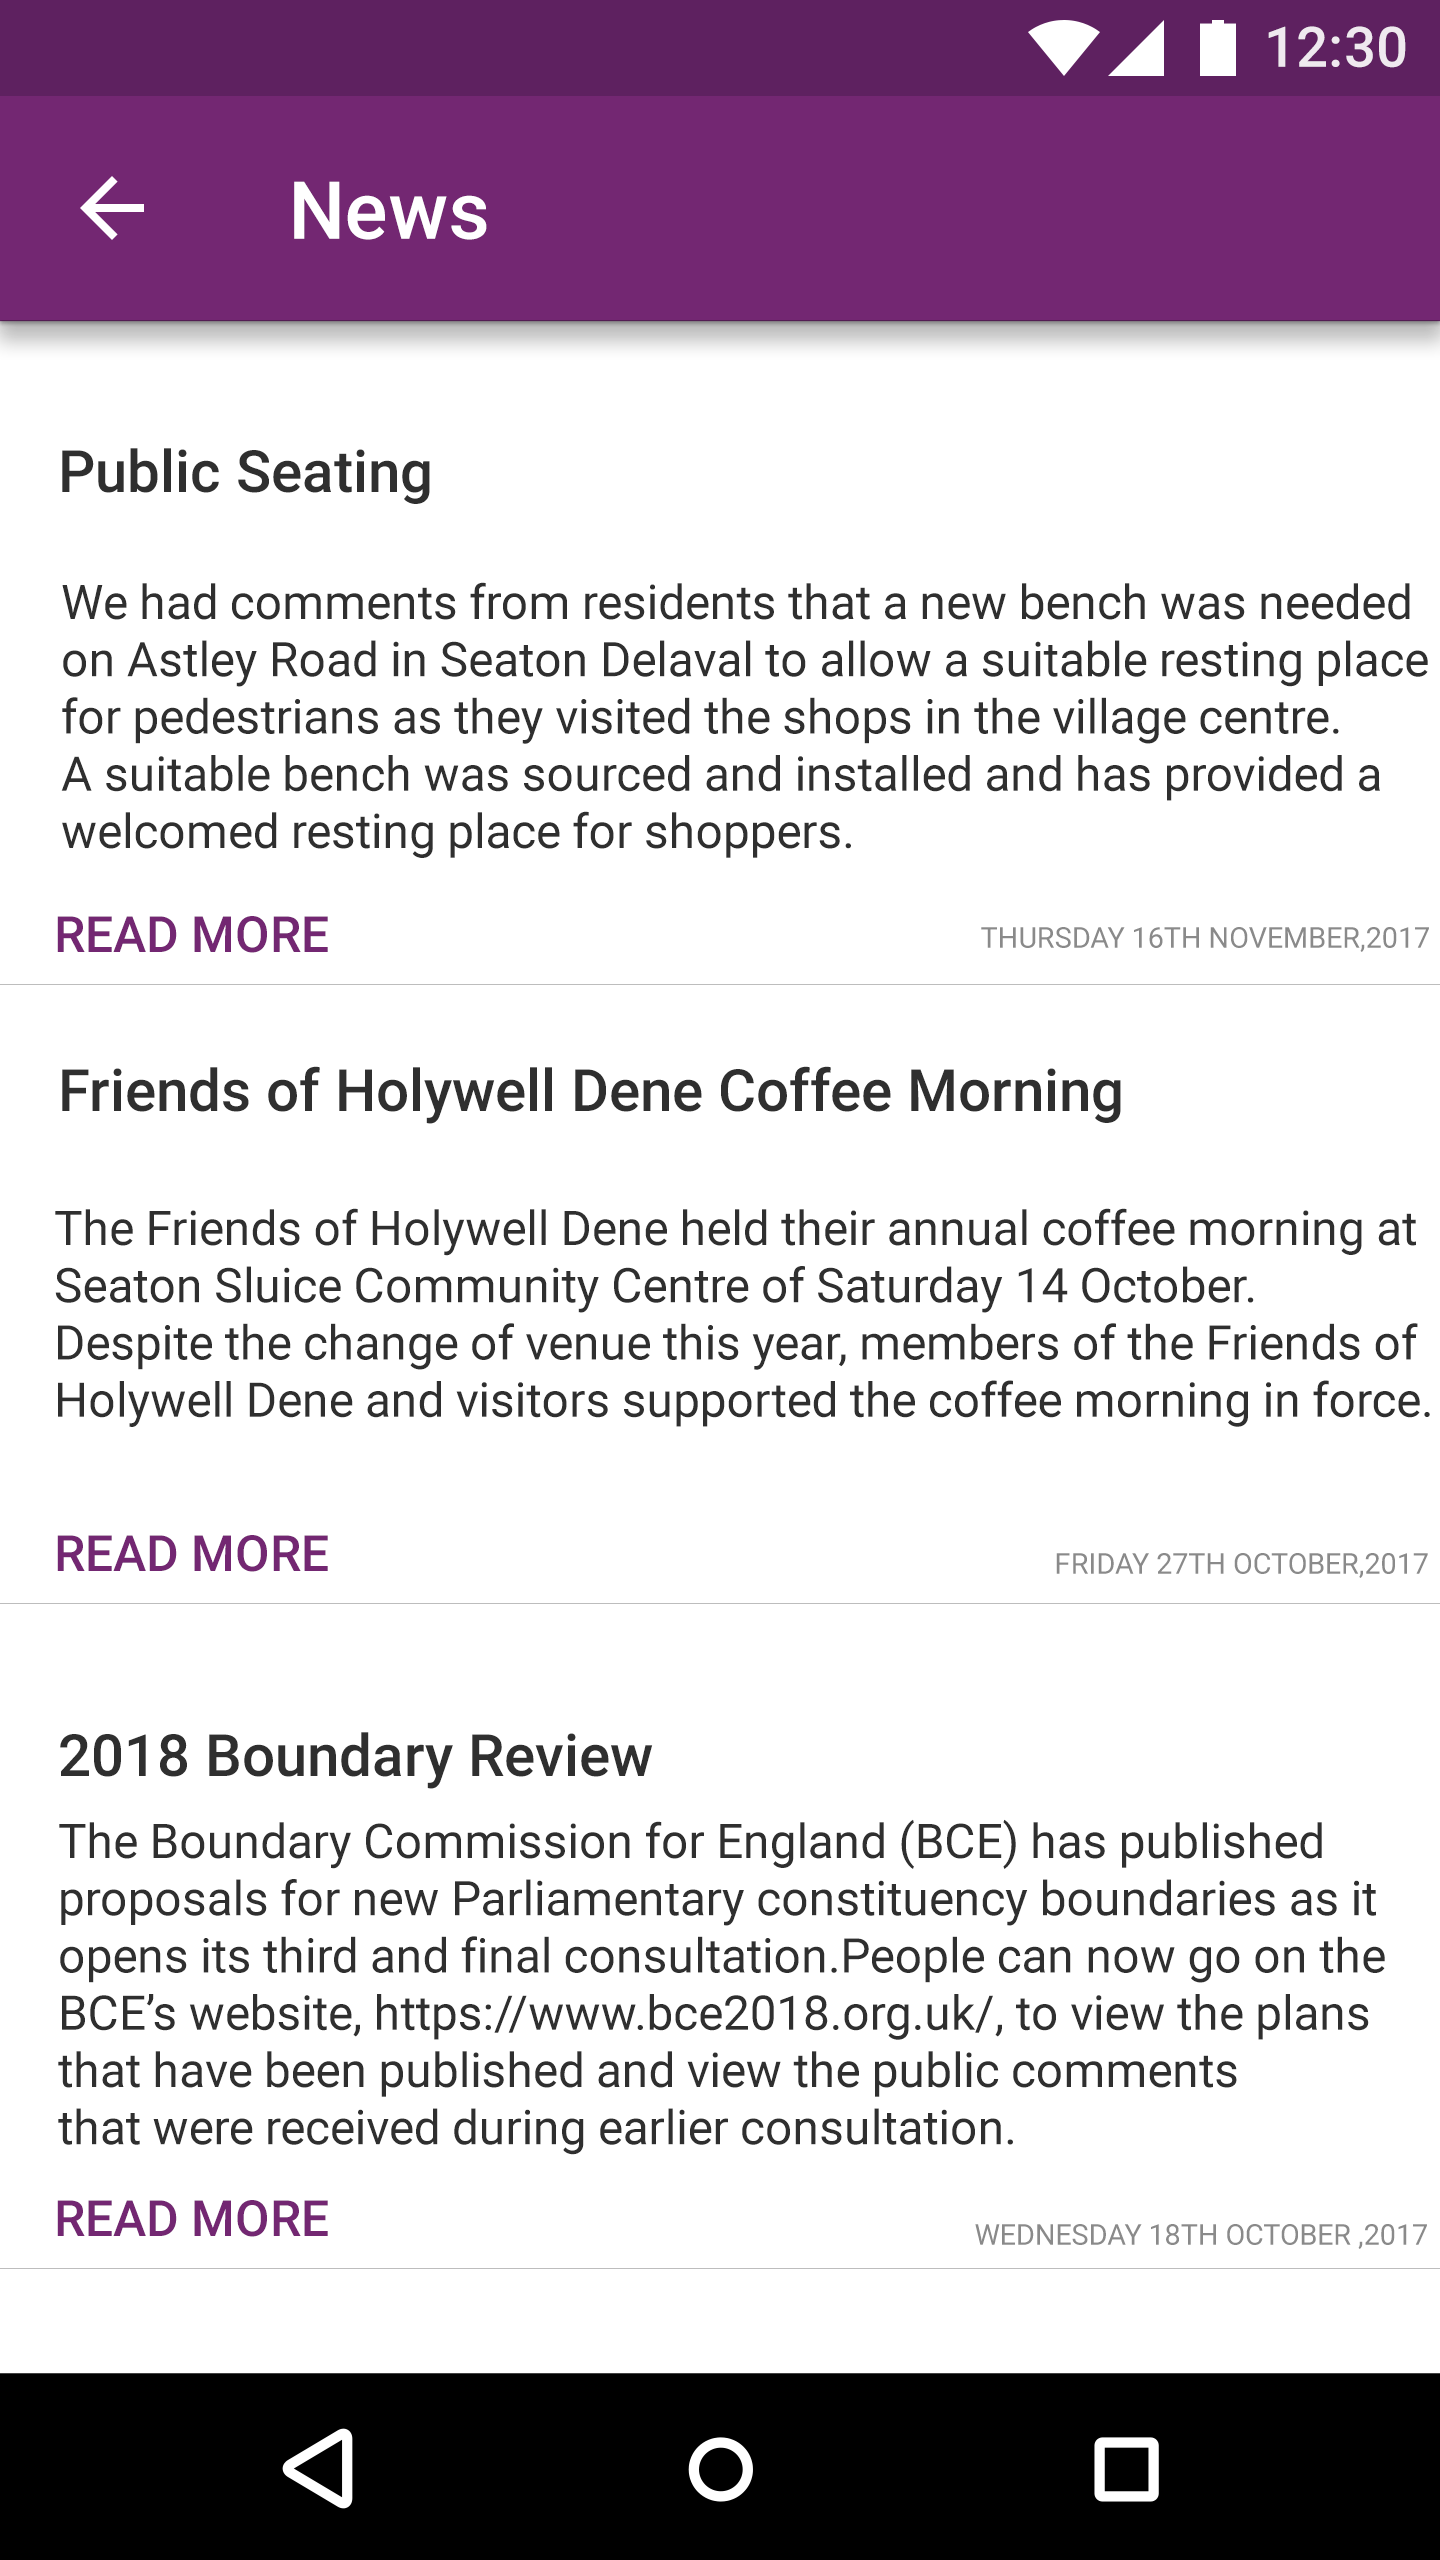 12:30
News
Public Seating
We had comments from residents that a new bench was needed
on Astley Road in Seaton Delaval to allow a suitable resting place
for pedestrians as they visited the shops in the village centre.
A suitable bench was sourced and installed and has provided a
welcomed resting place for shoppers.
READ MORE
THURSDAY 16TH NOVEMBER,2017
Friends of Holywell Dene Coffee Morning
The Friends of Holywell Dene held their annual coffee morning at
Seaton Sluice Community Centre of Saturday 14 October.
Despite the change of venue this year, members of the Friends of
Holywell Dene and visitors supported the coffee morning in force.
READ MORE
FRIDAY 27TH OCTOBER,2017
2018 Boundary Review
The Boundary Commission for England (BCE) has published
proposals for new Parliamentary constituency boundaries as it
opens its third and final consultation.People can now go on the
BCE’s website, https://www.bce2018.org.uk/, to view the plans
that have been published and view the public comments
that were received during earlier consultation.
READ MORE
WEDNESDAY 18TH OCTOBER ,2017